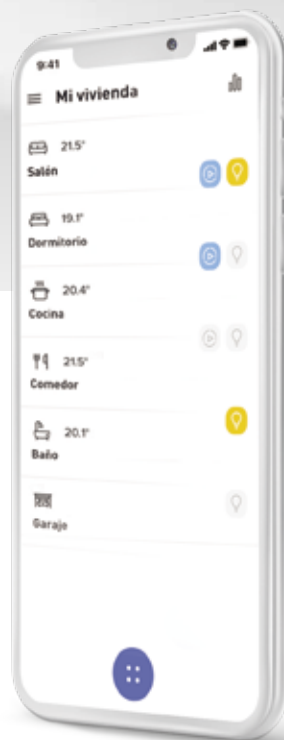 9:41
Mi vivienda
21.5°
Salón
19.1°
Dormitorio
20.4°
Cocina
21.5°
Comedor
20.1°
Baño
Garaje